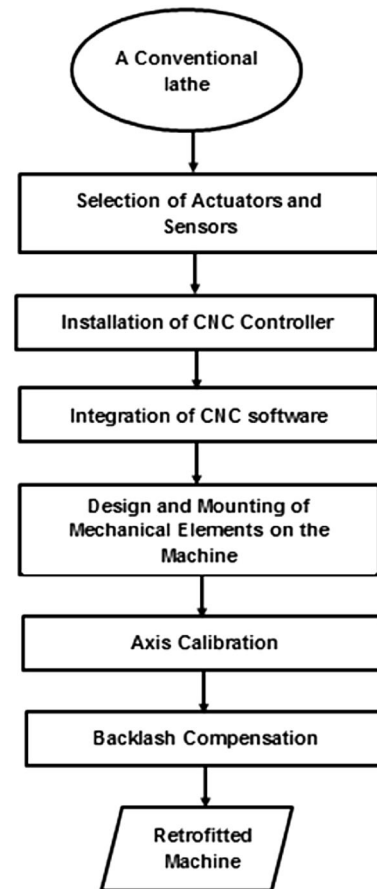 A Conventional
lathe
Selection of Actuators and
Sensors
Installation of CNC Controller
Integration of CNC software
Design and Mounting of
Mechanical Elements on the
Machine
Axis Calibration
Backlash Compensation
Retrofitted
Machine